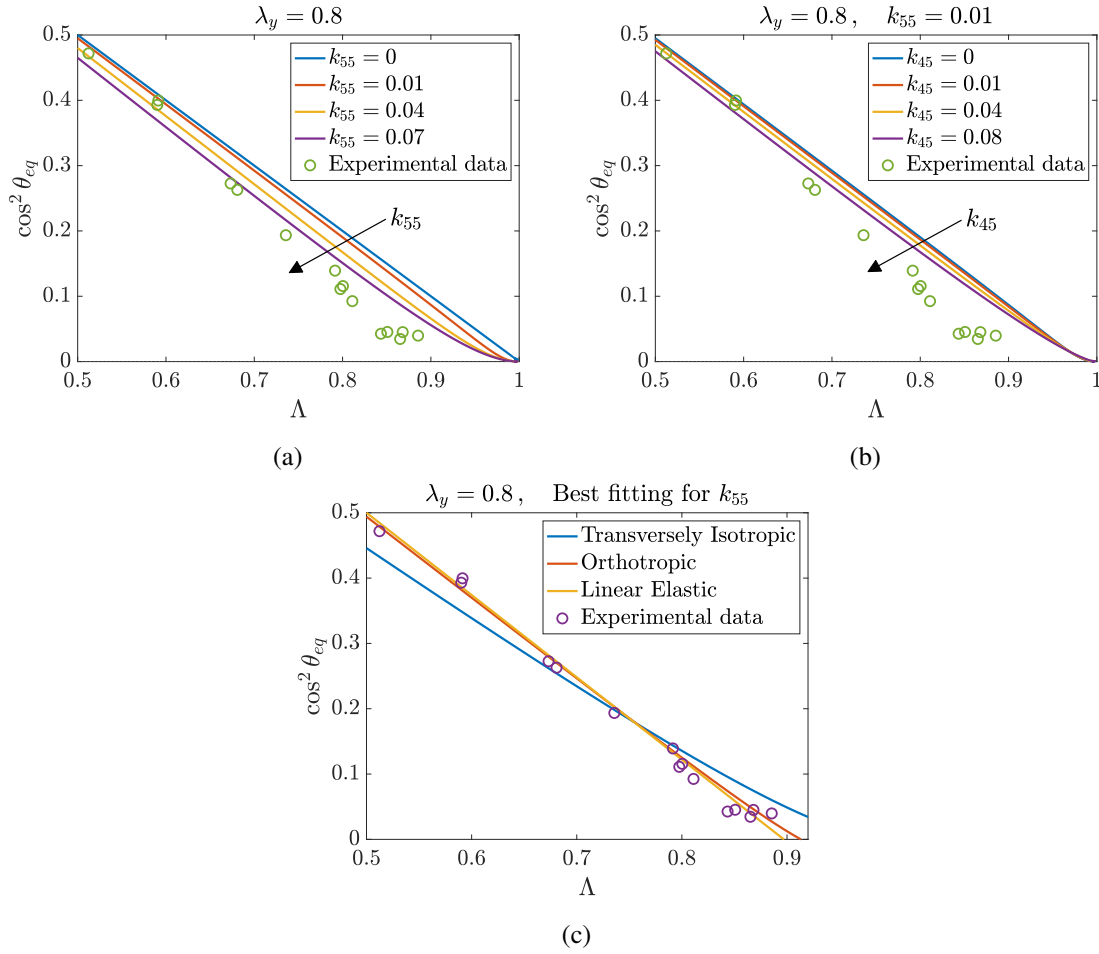 λ_y = 0.8
k_55 = 0
k_55 = 0.01
k_55 = 0.04
k_55 = 0.07
Experimental data
k_55
cos² θ_eq
0.5
0.4
0.3
0.2
0.1
0
0.5 0.6 0.7 0.8 0.9 1
Λ
(a)
λ_y = 0.8 , k_55 = 0.01
k_45 = 0
k_45 = 0.01
k_45 = 0.04
k_45 = 0.08
Experimental data
k_45
cos² θ_eq
0.5
0.4
0.3
0.2
0.1
0
0.5 0.6 0.7 0.8 0.9 1
Λ
(b)
λ_y = 0.8 , Best fitting for k_55
Transversely Isotropic
Orthotropic
Linear Elastic
Experimental data
cos² θ_eq
0.5
0.4
0.3
0.2
0.1
0
0.5 0.6 0.7 0.8 0.9
Λ
(c)